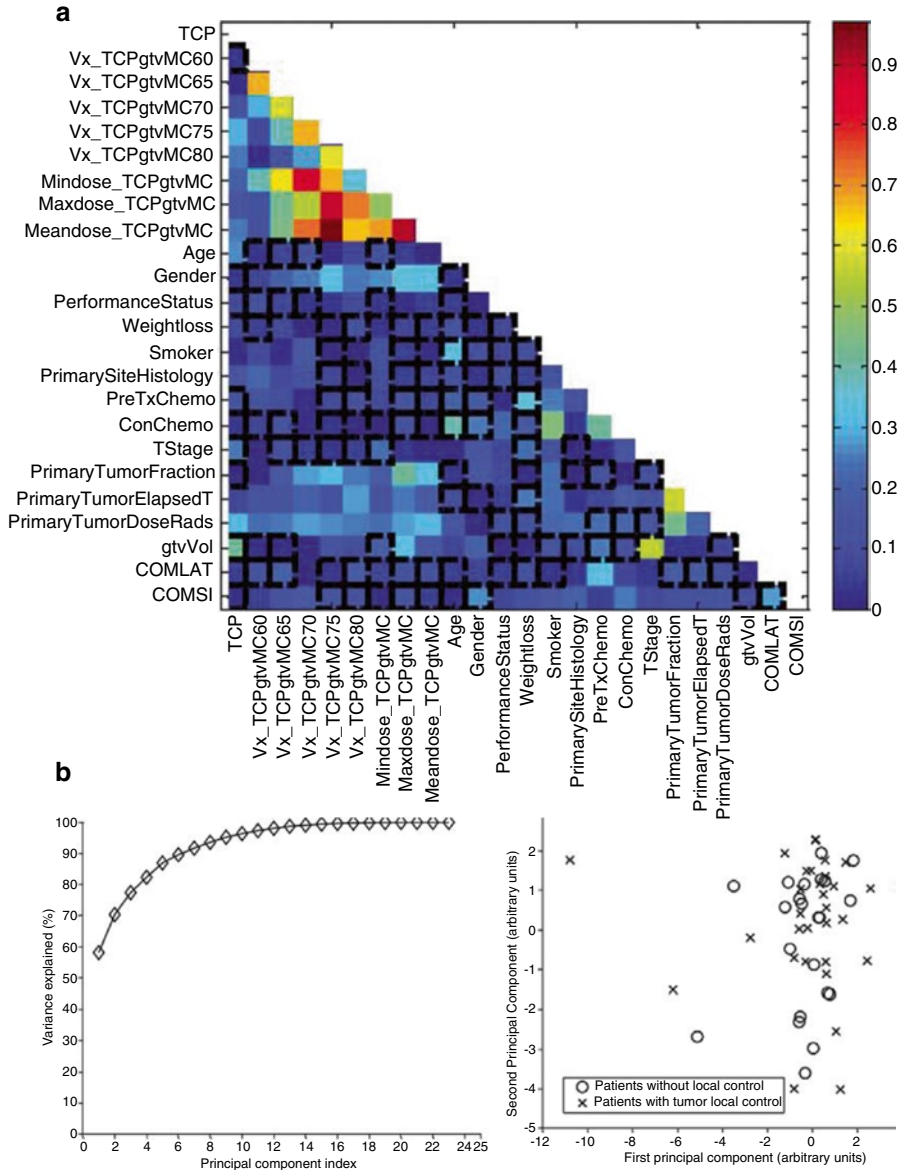 a
TCP
Vx_TCPgtvMC60
Vx_TCPgtvMC65
Vx_TCPgtvMC70
Vx_TCPgtvMC75
Vx_TCPgtvMC80
Mindose_TCPgtvMC
Maxdose_TCPgtvMC
Meandose_TCPgtvMC
Age
Gender
PerformanceStatus
Weightloss
Smoker
PrimarySiteHistology
PreTxChemo
ConChemo
TStage
PrimaryTumorFraction
PrimaryTumorElapsedT
PrimaryTumorDoseRads
gtvVol
COMLAT
COMSI
0.9
0.8
0.7
0.6
0.5
0.4
0.3
0.2
0.1
0
TCP
Vx_TCPgtvMC60
Vx_TCPgtvMC65
Vx_TCPgtvMC70
Vx_TCPgtvMC75
Vx_TCPgtvMC80
Mindose_TCPgtvMC
Maxdose_TCPgtvMC
Meandose_TCPgtvMC
Age
Gender
PerformanceStatus
Weightloss
Smoker
PrimarySiteHistology
PreTxChemo
ConChemo
TStage
PrimaryTumorFraction
PrimaryTumorElapsedT
PrimaryTumorDoseRads
gtvVol
COMLAT
COMSI
b
100
90
80
70
60
50
40
30
20
10
0
Variance explained (%)
0 2 4 6 8 10 12 14 16 18 20 22 24 25
Principal component index
2
1
0
-1
-2
-3
-4
-5
Second Principal Component (arbitrary units)
Patients without local control
Patients with tumor local control
-12 -10 -8 -6 -4 -2 0 2
First principal component (arbitrary units)